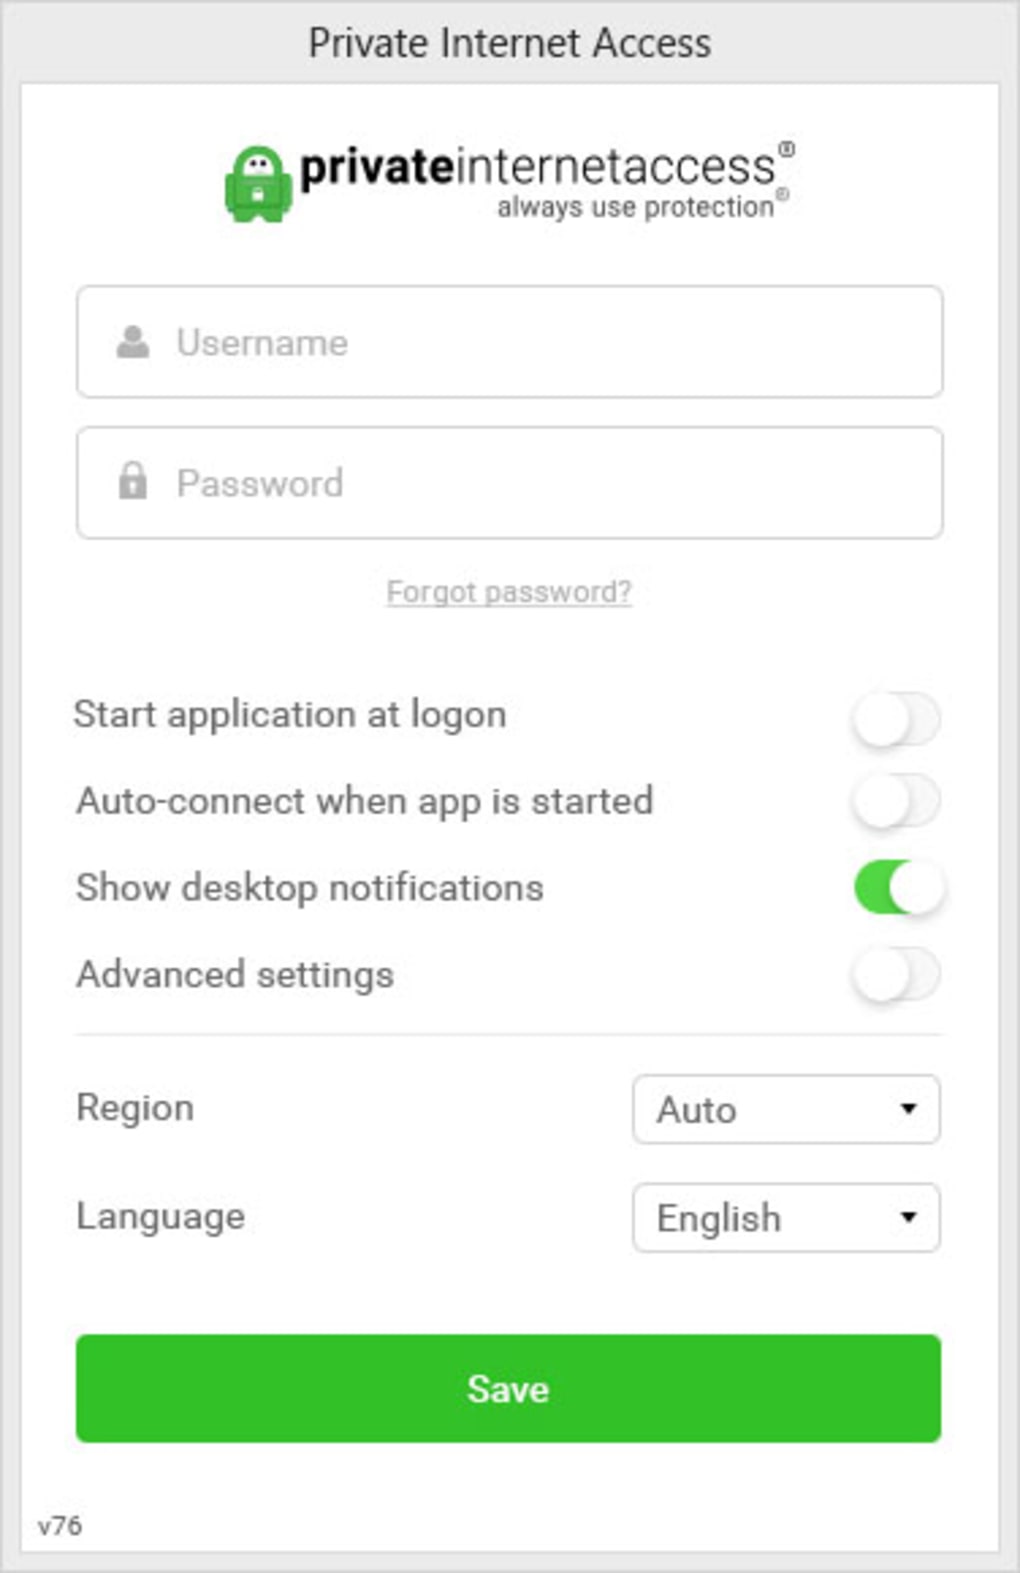 Private Internet Access
privateinternetaccess®
always use protection®
Username
Password
Forgot password?
Start application at logon
Auto-connect when app is started
Show desktop notifications
Advanced settings
Region Auto
Language English
Save
v76